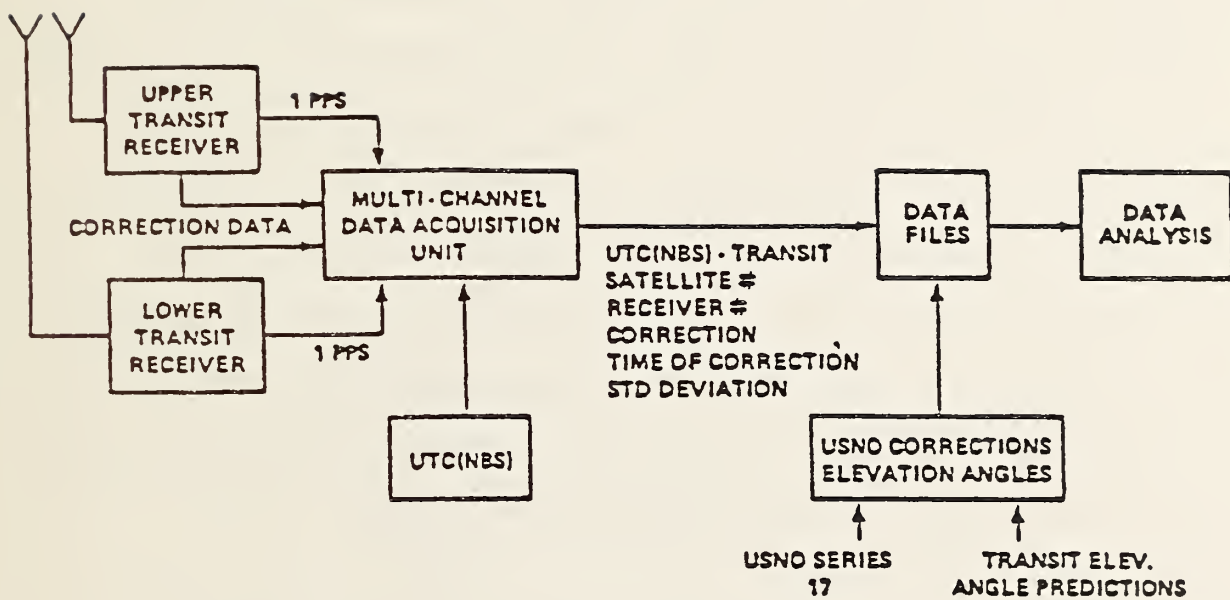 UPPER
TRANSIT
RECEIVER
1 PPS
CORRECTION DATA
LOWER
TRANSIT
RECEIVER
1 PPS
MULTI-CHANNEL
DATA ACQUISITION
UNIT
UTC(NBS)
UTC(NBS) - TRANSIT
SATELLITE #
RECEIVER #
CORRECTION
TIME OF CORRECTION
STD DEVIATION
DATA
FILES
DATA
ANALYSIS
USNO CORRECTIONS
ELEVATION ANGLES
USNO SERIES
17
TRANSIT ELEV.
ANGLE PREDICTIONS